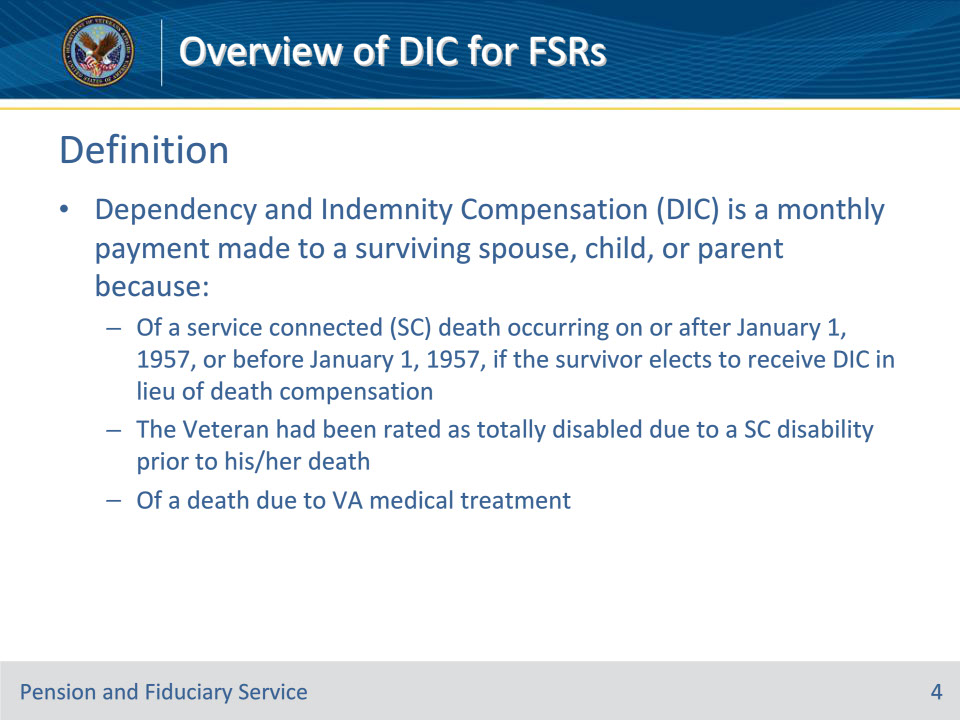 Overview of DIC for FSRs
Definition
• Dependency and Indemnity Compensation (DIC) is a monthly
payment made to a surviving spouse, child, or parent
because:
– Of a service connected (SC) death occurring on or after January 1,
1957, or before January 1, 1957, if the survivor elects to receive DIC in
lieu of death compensation
– The Veteran had been rated as totally disabled due to a SC disability
prior to his/her death
– Of a death due to VA medical treatment
Pension and Fiduciary Service
4